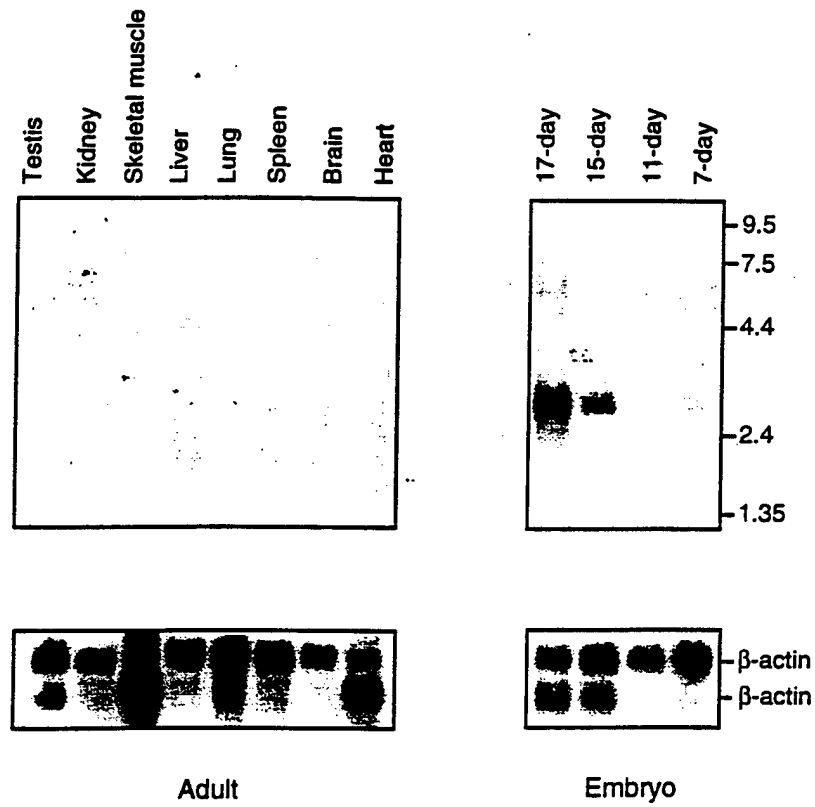 Testis
Kidney
Skeletal muscle
Liver
Lung
Spleen
Brain
Heart
17-day
15-day
11-day
7-day
9.5
7.5
4.4
2.4
1.35
β-actin
β-actin
Adult
Embryo